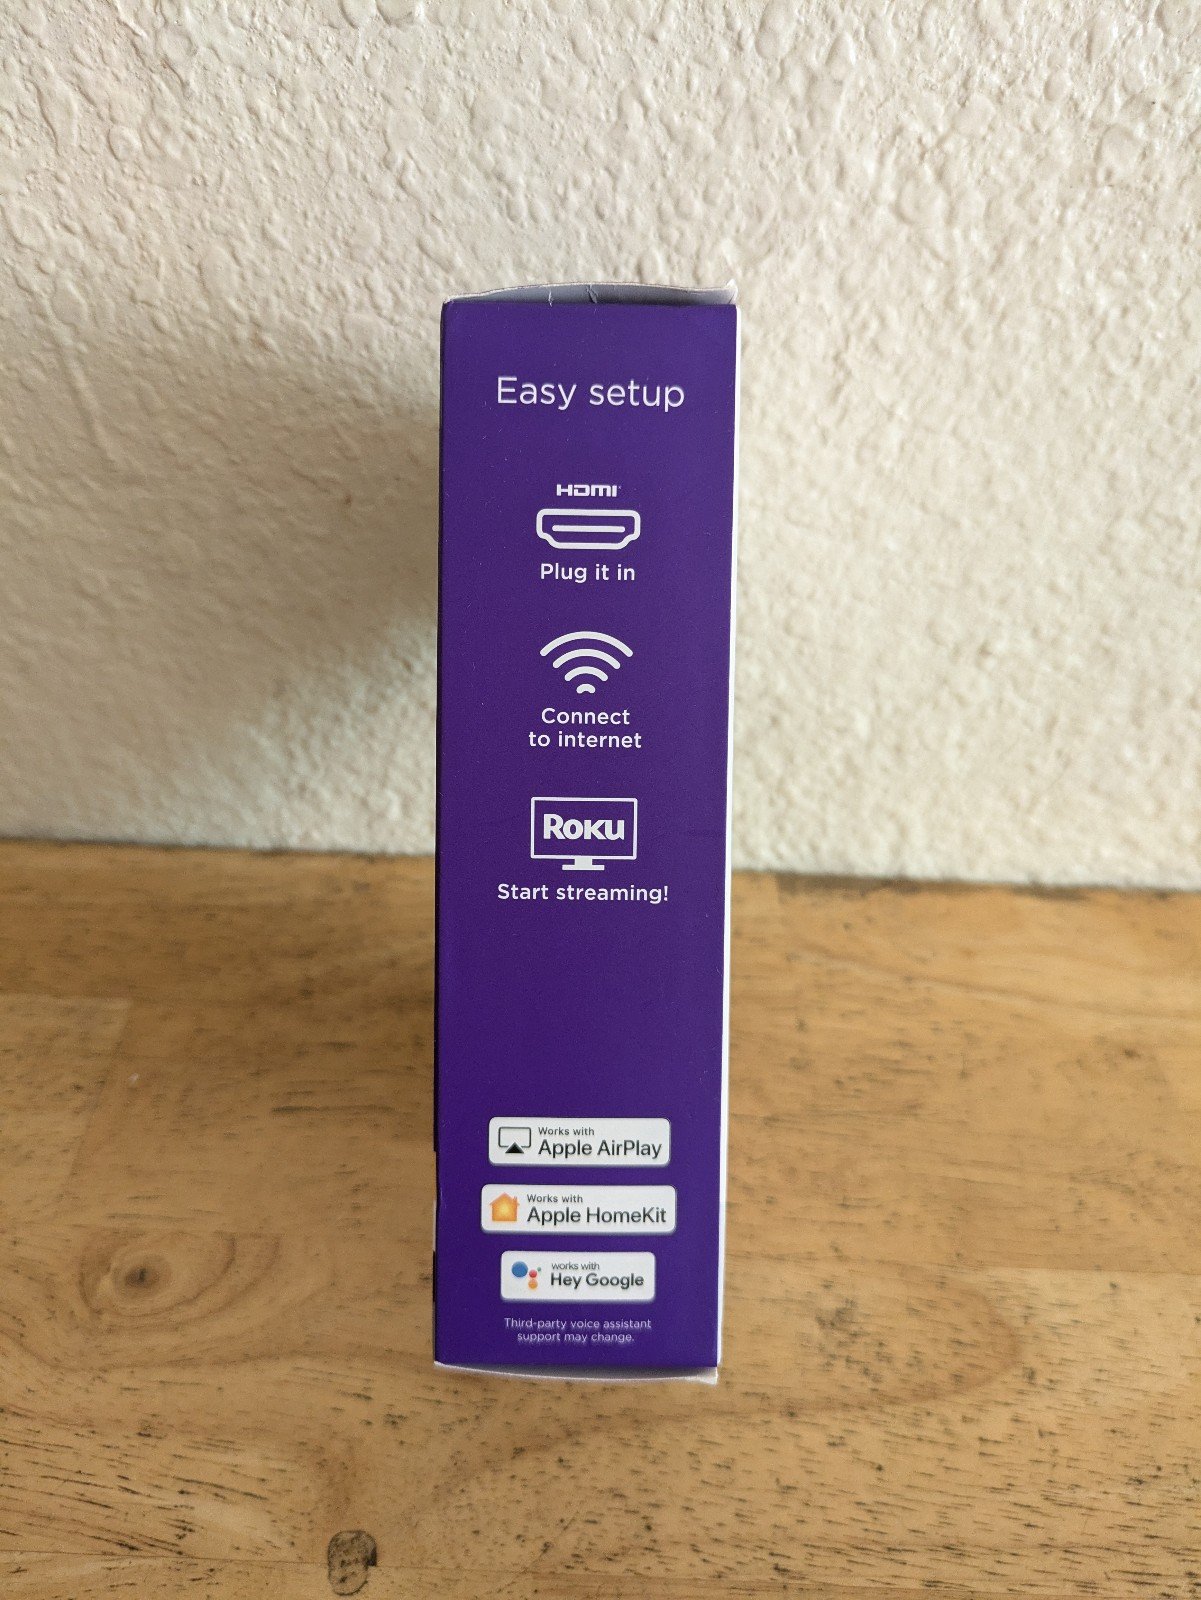 Easy setup
HDMI
Plug it in
Connect
to internet
Roku
Start streaming!
Works with
Apple AirPlay
Works with
Apple HomeKit
works with
Hey Google
Third-party voice assistant
support may change.